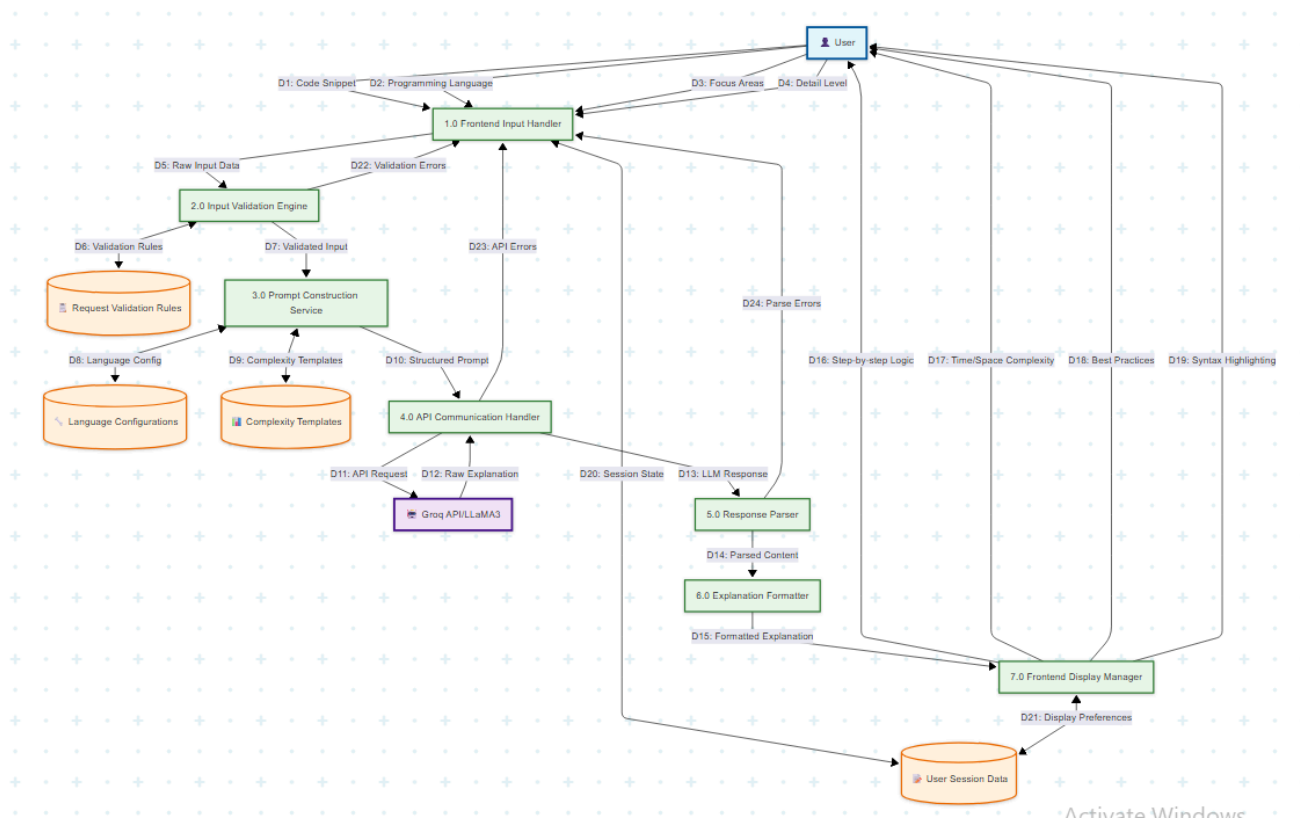 User
D1: Code Snippet
D2: Programming Language
D3: Focus Areas
D4: Detail Level
1.0 Frontend Input Handler
D5: Raw Input Data
D22: Validation Errors
2.0 Input Validation Engine
D6: Validation Rules
D7: Validated Input
D23: API Errors
Request Validation Rules
3.0 Prompt Construction
Service
D24: Parse Errors
D8: Language Config
D9: Complexity Templates
D10: Structured Prompt
D16: Step-by-step Logic
D17: Time/Space Complexity
D18: Best Practices
D19: Syntax Highlighting
Language Configurations
Complexity Templates
4.0 API Communication Handler
D11: API Request
D12: Raw Explanation
D20: Session State
D13: LLM Response
Groq API/LLaMA3
5.0 Response Parser
D14: Parsed Content
6.0 Explanation Formatter
D15: Formatted Explanation
7.0 Frontend Display Manager
D21: Display Preferences
User Session Data
Activate Windows